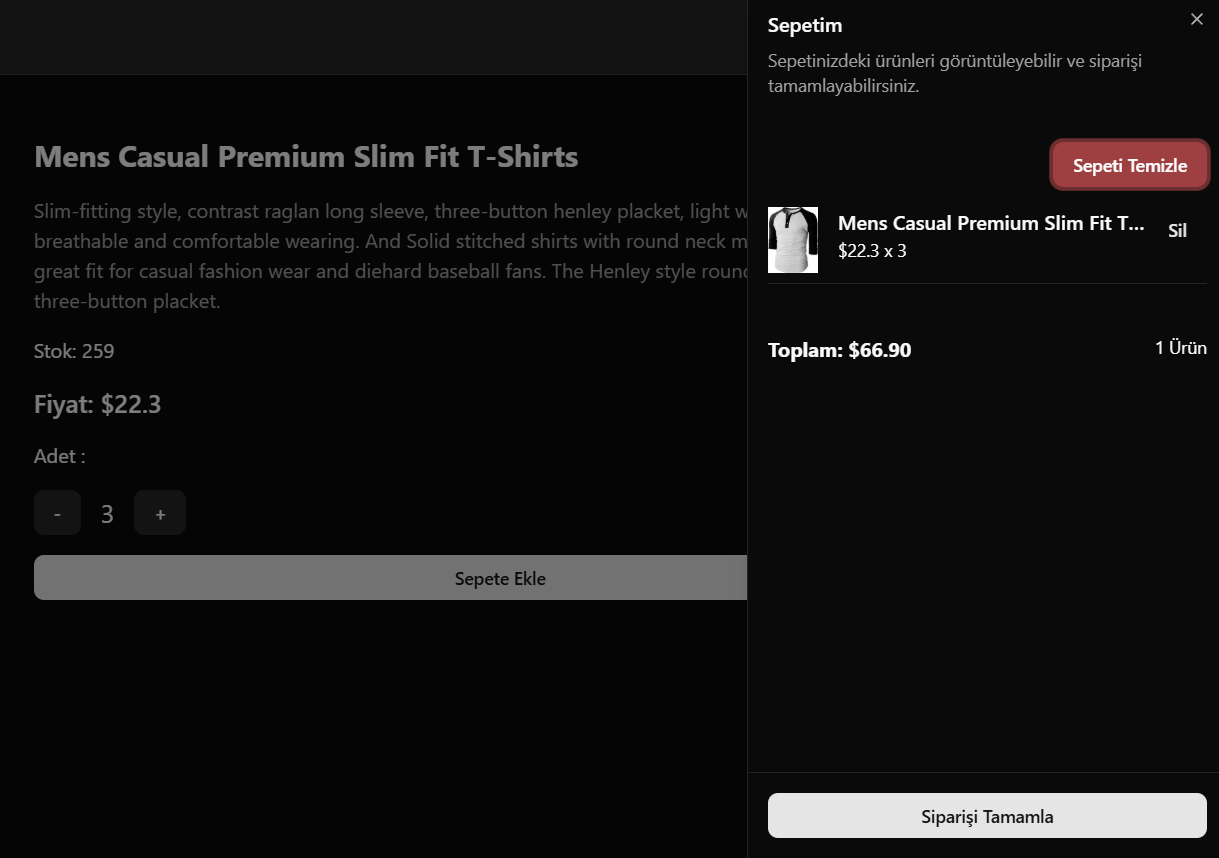 Mens Casual Premium Slim Fit T-Shirts
Slim-fitting style, contrast raglan long sleeve, three-button henley placket, light w
breathable and comfortable wearing. And Solid stitched shirts with round neck m
great fit for casual fashion wear and diehard baseball fans. The Henley style round
three-button placket.
Stok: 259
Fiyat: $22.3
Adet :
- 3 +
Sepete Ekle
Sepetim
Sepetinizdeki ürünleri görüntüleyebilir ve siparişi
tamamlayabilirsiniz.
Sepeti Temizle
Mens Casual Premium Slim Fit T...
$22.3 x 3
Sil
Toplam: $66.90
1 Ürün
Siparişi Tamamla